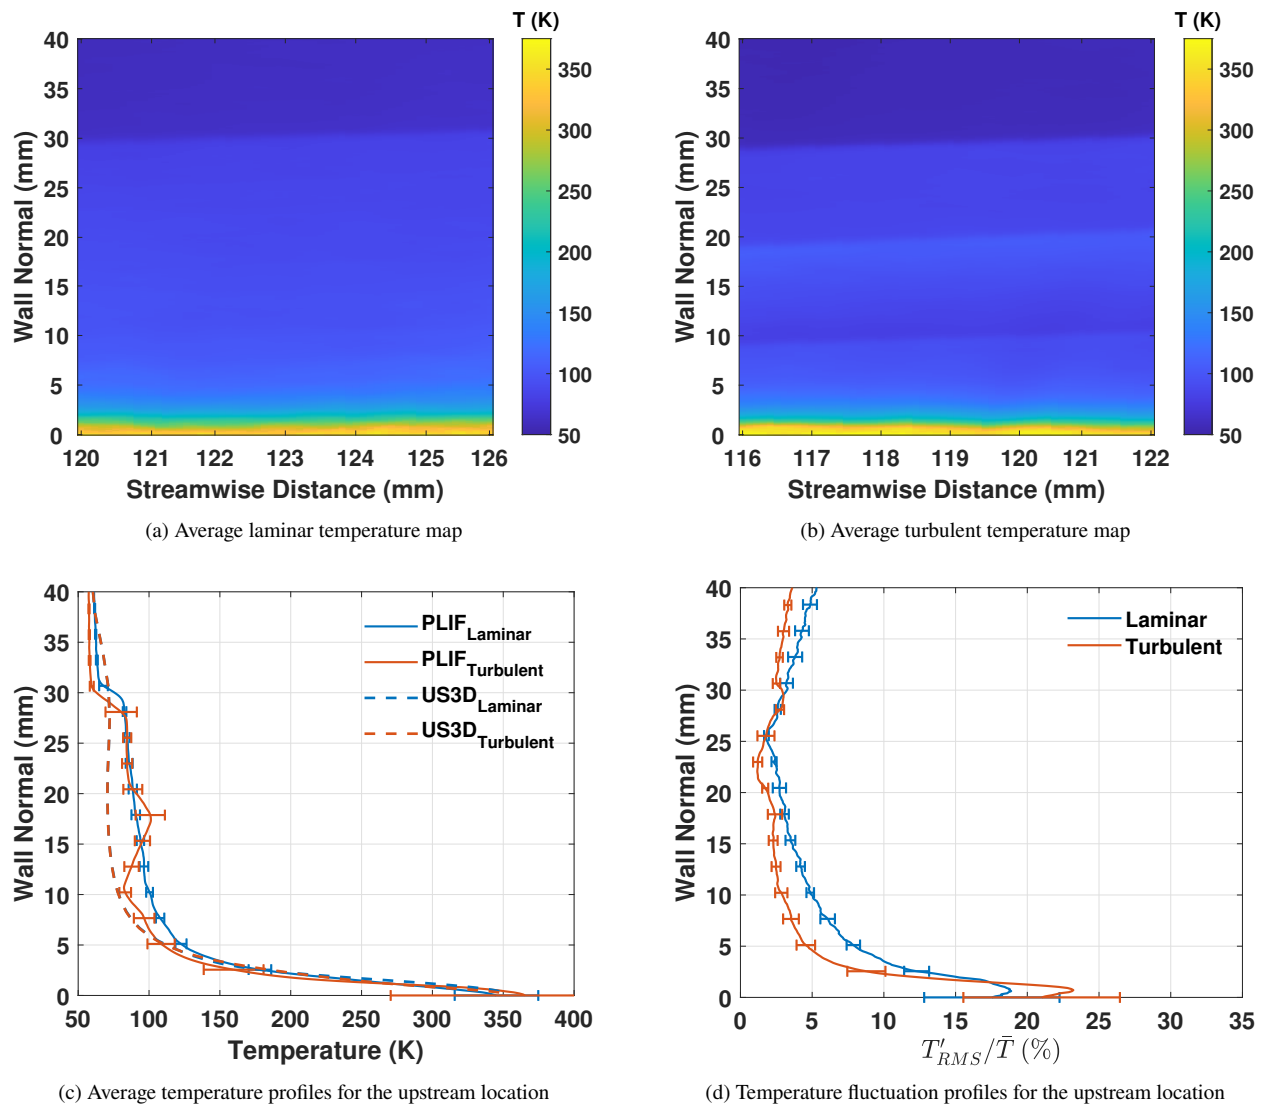 T (K)
40
35
30
25
20
15
10
5
0
Wall Normal (mm)
120 121 122 123 124 125 126
Streamwise Distance (mm)
350
300
250
200
150
100
50
(a) Average laminar temperature map
T (K)
40
35
30
25
20
15
10
5
0
Wall Normal (mm)
116 117 118 119 120 121 122
Streamwise Distance (mm)
350
300
250
200
150
100
50
(b) Average turbulent temperature map
40
35
30
25
20
15
10
5
0
Wall Normal (mm)
PLIF_Laminar
PLIF_Turbulent
US3D_Laminar
US3D_Turbulent
50 100 150 200 250 300 350 400
Temperature (K)
(c) Average temperature profiles for the upstream location
40
35
30
25
20
15
10
5
0
Wall Normal (mm)
Laminar
Turbulent
0 5 10 15 20 25 30 35
T′_RMS/T̄ (%)
(d) Temperature fluctuation profiles for the upstream location